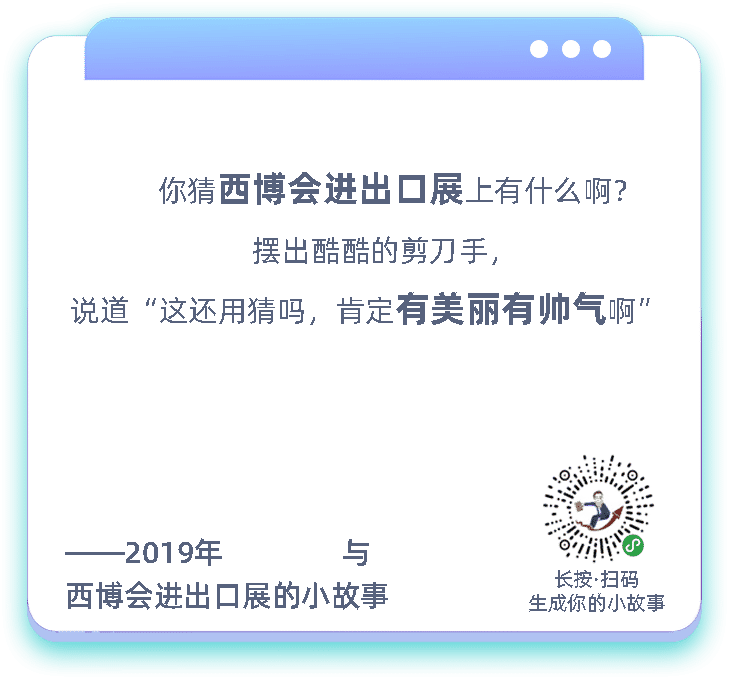 你猜西博会进出口展上有什么啊?
摆出酷酷的剪刀手，
说道“这还用猜吗，肯定有美丽有帅气啊”
——2019年 与
西博会进出口展的小故事
长按·扫码
生成你的小故事